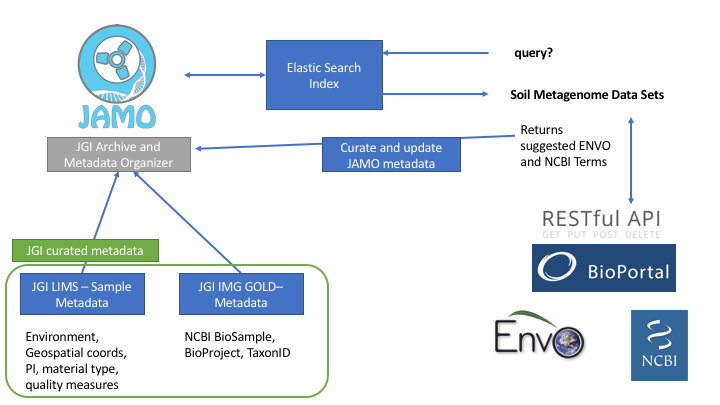 JAMO
JGI Archive and
Metadata Organizer
Elastic Search
Index
query?
Soil Metagenome Data Sets
Curate and update
JAMO metadata
Returns
suggested ENVO
and NCBI Terms
RESTful API
GET PUT POST DELETE
BioPortal
EnvO
NCBI
JGI curated metadata
JGI LIMS – Sample
Metadata
Environment,
Geospatial coords,
PI, material type,
quality measures
JGI IMG GOLD–
Metadata
NCBI BioSample,
BioProject, TaxonID